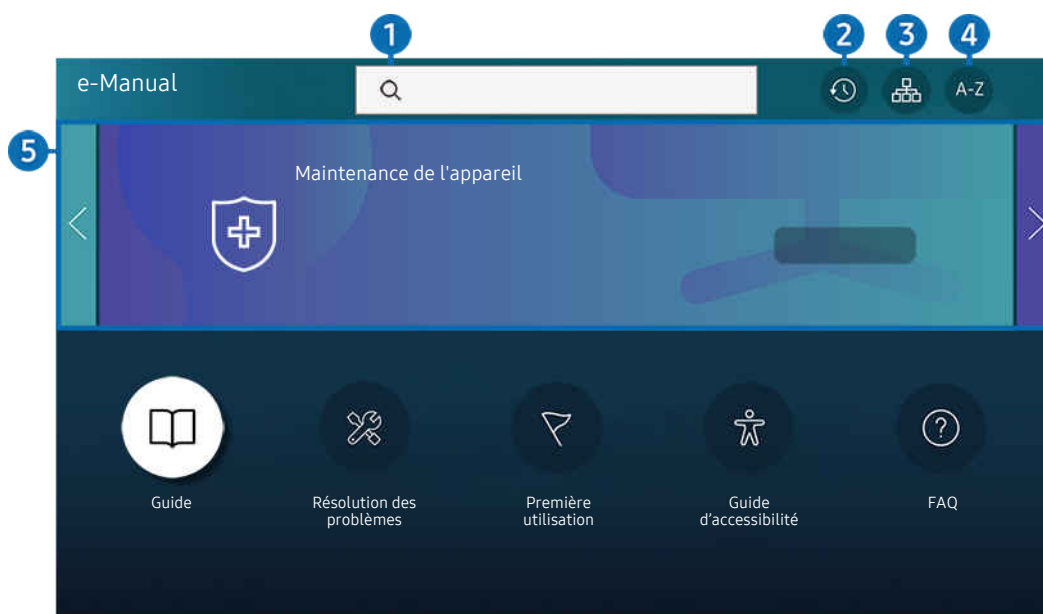 1
2
3
4
e-Manual
A-Z
5
Maintenance de l'appareil
Guide
Résolution des
problèmes
Première
utilisation
Guide
d'accessibilité
?
FAQ